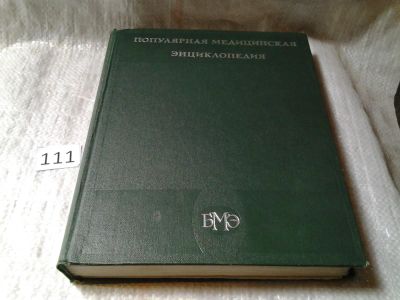 ПОПУЛЯРНАЯ МЕДИЦИНСКАЯ
ЭНЦИКЛОПЕДИЯ
111
БМЭ